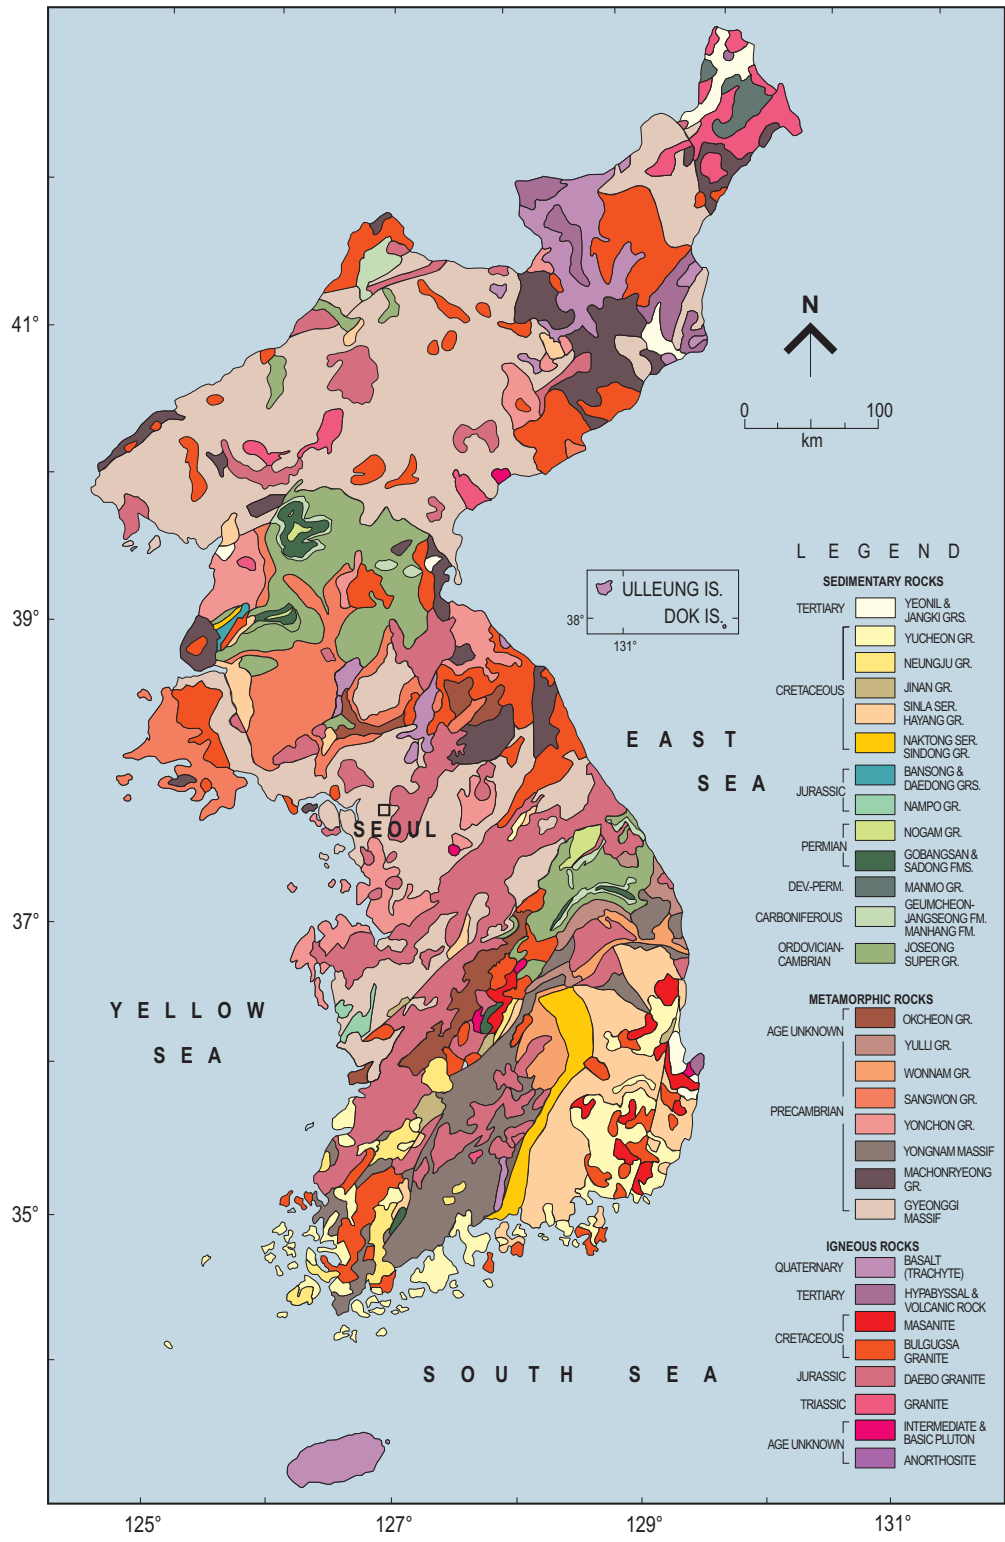 N
41°
0 100
km
L E G E N D
SEDIMENTARY ROCKS
TERTIARY
YEONIL &
JANGKI GRS.
YUCHEON GR.
NEUNGJU GR.
CRETACEOUS
JINAN GR.
SINLA SER.
HAYANG GR.
NAKTONG SER.
SINDONG GR.
JURASSIC
BANSONG &
DAEDONG GRS.
NAMPO GR.
PERMIAN
NOGAM GR.
GOBANGSAN &
SADONG FMS.
DEV.-PERM.
MANMO GR.
CARBONIFEROUS
GEUMCHEON-
JANGSEONG FM.
MANHANG FM.
ORDOVICIAN-
CAMBRIAN
JOSEONG
SUPER GR.
METAMORPHIC ROCKS
AGE UNKNOWN
OKCHEON GR.
YULLI GR.
WONNAM GR.
PRECAMBRIAN
SANGWON GR.
YONCHON GR.
YONGNAM MASSIF
MACHONRYEONG
GR.
GYEONGGI
MASSIF
IGNEOUS ROCKS
QUATERNARY
BASALT
(TRACHYTE)
TERTIARY
HYPABYSSAL &
VOLCANIC ROCK
CRETACEOUS
MASANITE
BULGUGSA
GRANITE
JURASSIC
DAEBO GRANITE
TRIASSIC
GRANITE
AGE UNKNOWN
INTERMEDIATE &
BASIC PLUTON
ANORTHOSITE
39°
ULLEUNG IS.
DOK IS.
38°
131°
E A S T
S E A
SEOUL
37°
Y E L L O W
S E A
35°
S O U T H S E A
125° 127° 129° 131°